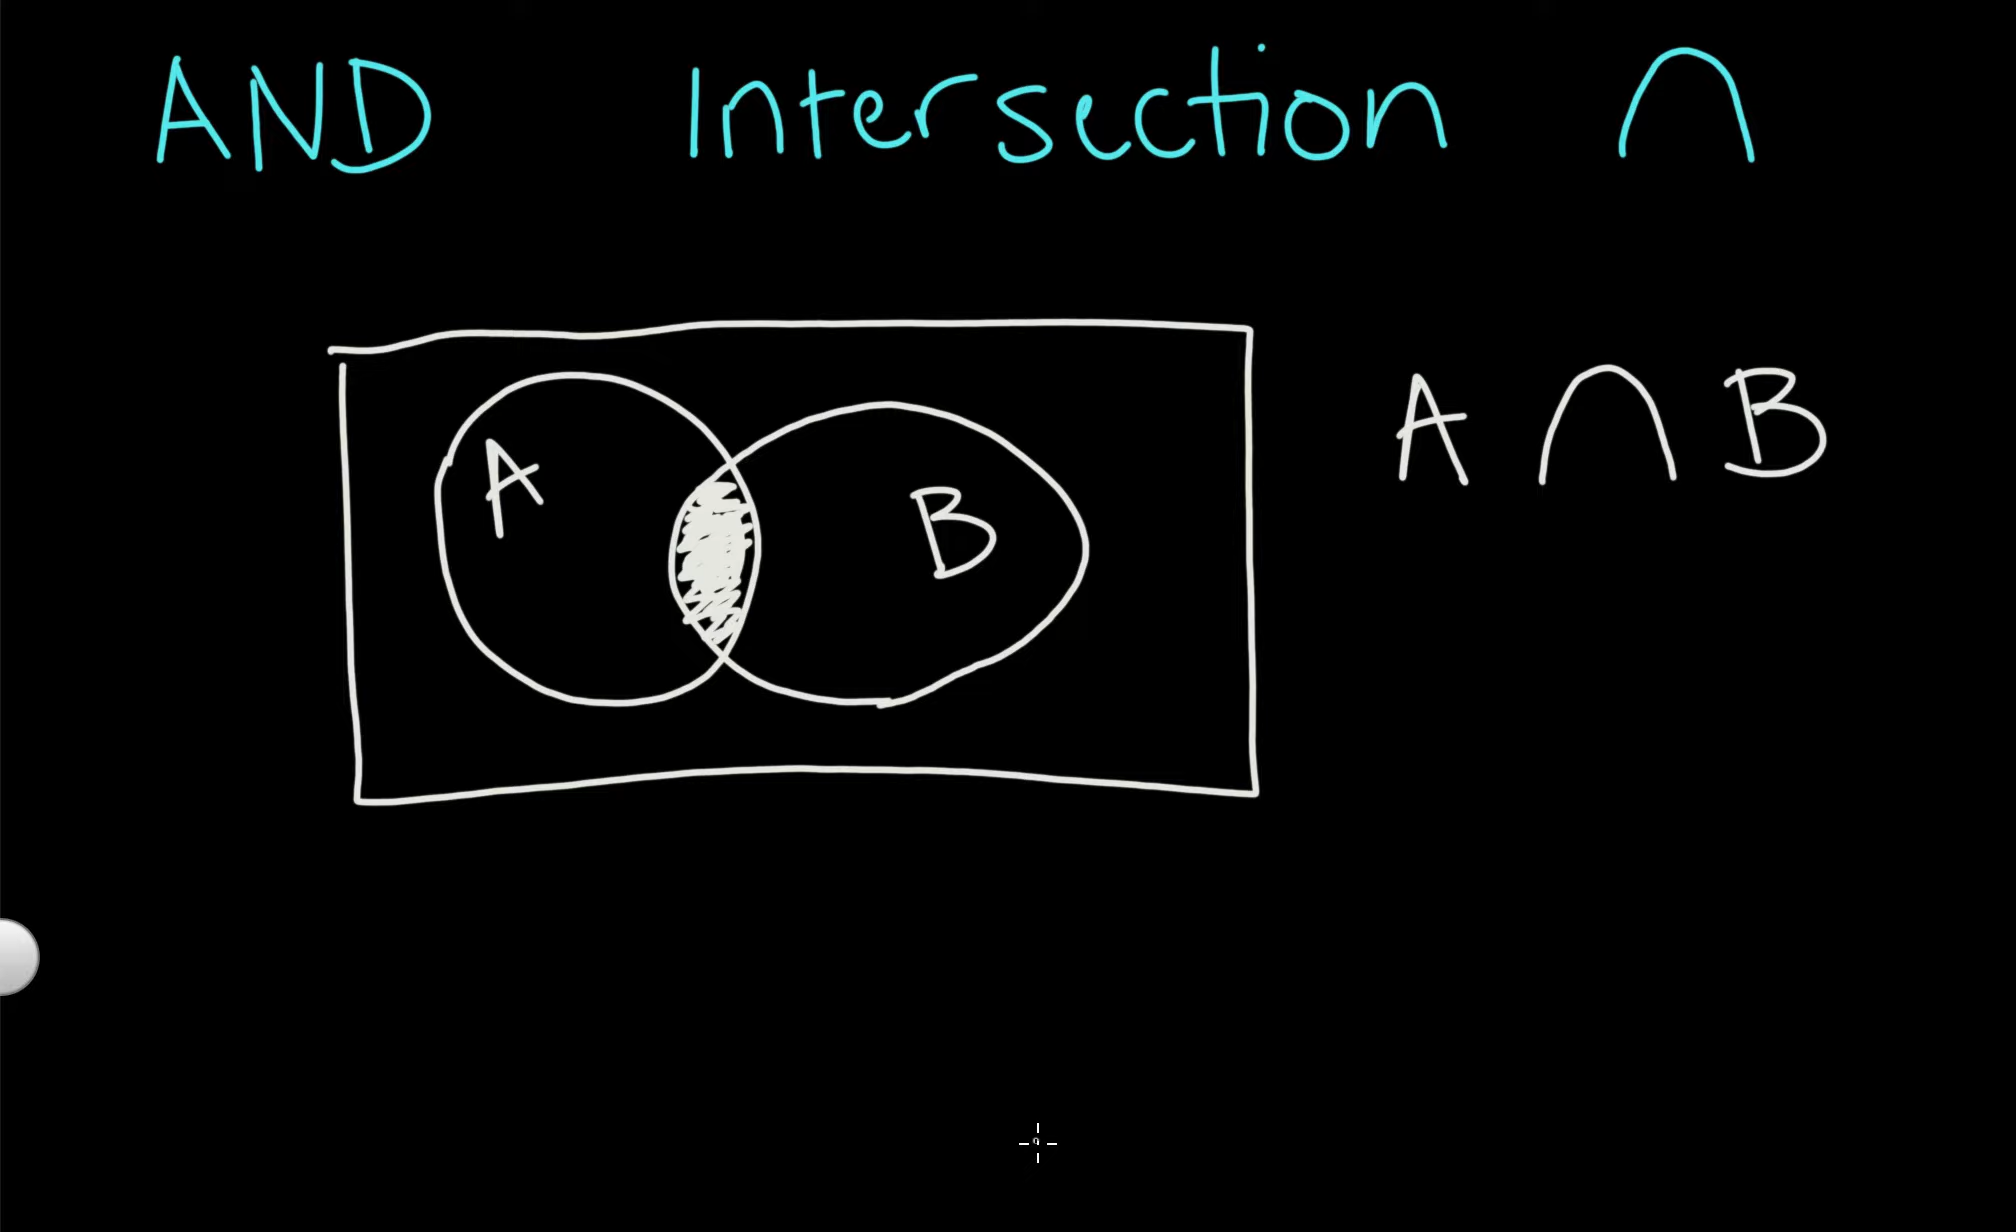 AND Intersection ∩
A ∩ B
A
B